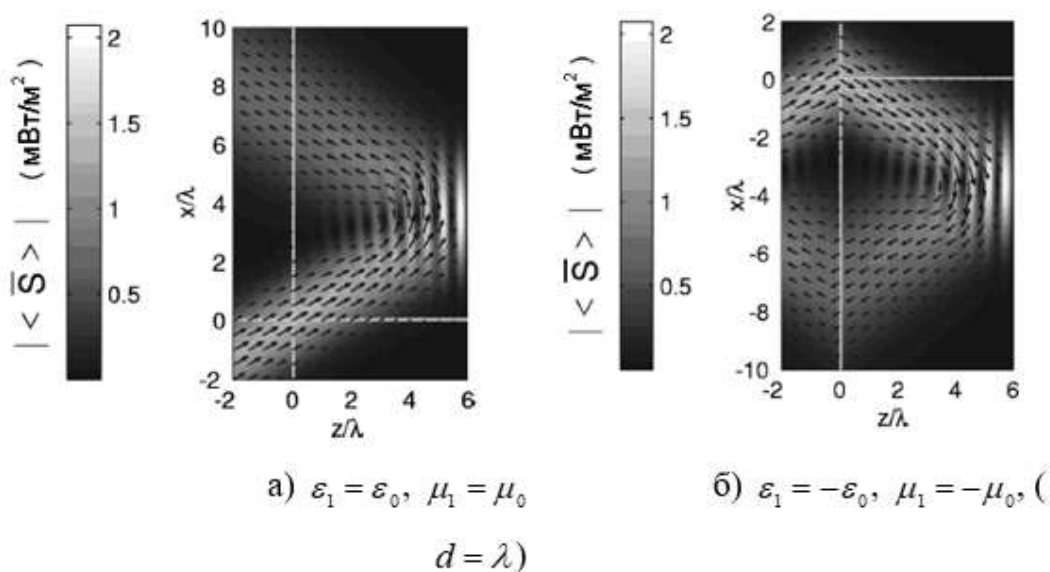 | < S̄ > | (мВт/м²)
2
1.5
1
0.5
x/λ
10
8
6
4
2
0
-2
-2 0 2 4 6
z/λ
| < S̄ > | (мВт/м²)
2
1.5
1
0.5
x/λ
2
0
-2
-4
-6
-8
-10
-2 0 2 4 6
z/λ
а) ε₁ = ε₀, μ₁ = μ₀
б) ε₁ = −ε₀, μ₁ = −μ₀, (
d = λ)